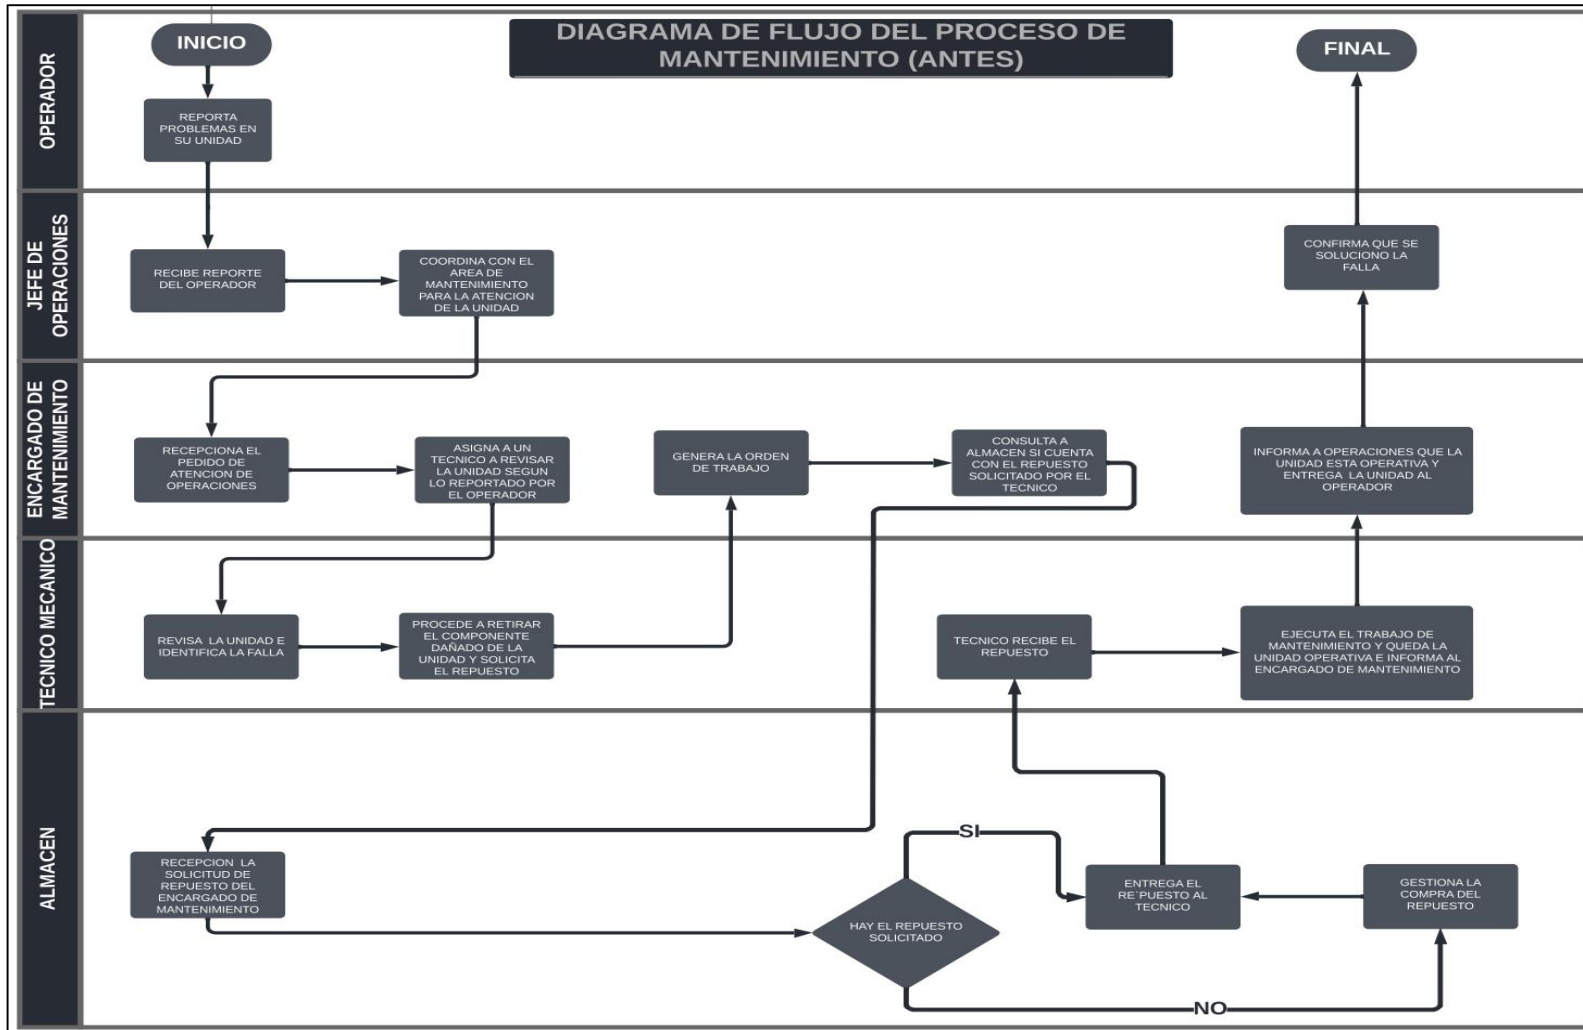 DIAGRAMA DE FLUJO DEL PROCESO DE
MANTENIMIENTO (ANTES)
OPERADOR
INICIO
REPORTA
PROBLEMAS EN
SU UNIDAD
FINAL
JEFE DE
OPERACIONES
RECIBE REPORTE
DEL OPERADOR
COORDINA CON EL
AREA DE
MANTENIMIENTO
PARA LA ATENCION
DE LA UNIDAD
CONFIRMA QUE SE
SOLUCIONO LA
FALLA
ENCARGADO DE
MANTENIMIENTO
RECEPCIONA EL
PEDIDO DE
ATENCION DE
OPERACIONES
ASIGNA A UN
TECNICO A REVISAR
LA UNIDAD SEGUN
LO REPORTADO POR
EL OPERADOR
GENERA LA ORDEN
DE TRABAJO
CONSULTA A
ALMACEN SI CUENTA
CON EL REPUESTO
SOLICITADO POR EL
TECNICO
INFORMA A OPERACIONES QUE LA
UNIDAD ESTA OPERATIVA Y
ENTREGA LA UNIDAD AL
OPERADOR
TECNICO MECANICO
REVISA LA UNIDAD E
IDENTIFICA LA FALLA
PROCEDE A RETIRAR
EL COMPONENTE
DAÑADO DE LA
UNIDAD Y SOLICITA
EL REPUESTO
TECNICO RECIBE EL
REPUESTO
EJECUTA EL TRABAJO DE
MANTENIMIENTO Y QUEDA LA
UNIDAD OPERATIVA E INFORMA AL
ENCARGADO DE MANTENIMIENTO
ALMACEN
RECEPCION LA
SOLICITUD DE
REPUESTO DEL
ENCARGADO DE
MANTENIMIENTO
HAY EL REPUESTO
SOLICITADO
SI
ENTREGA EL
RE`PUESTO AL
TECNICO
GESTIONA LA
COMPRA DEL
REPUESTO
NO